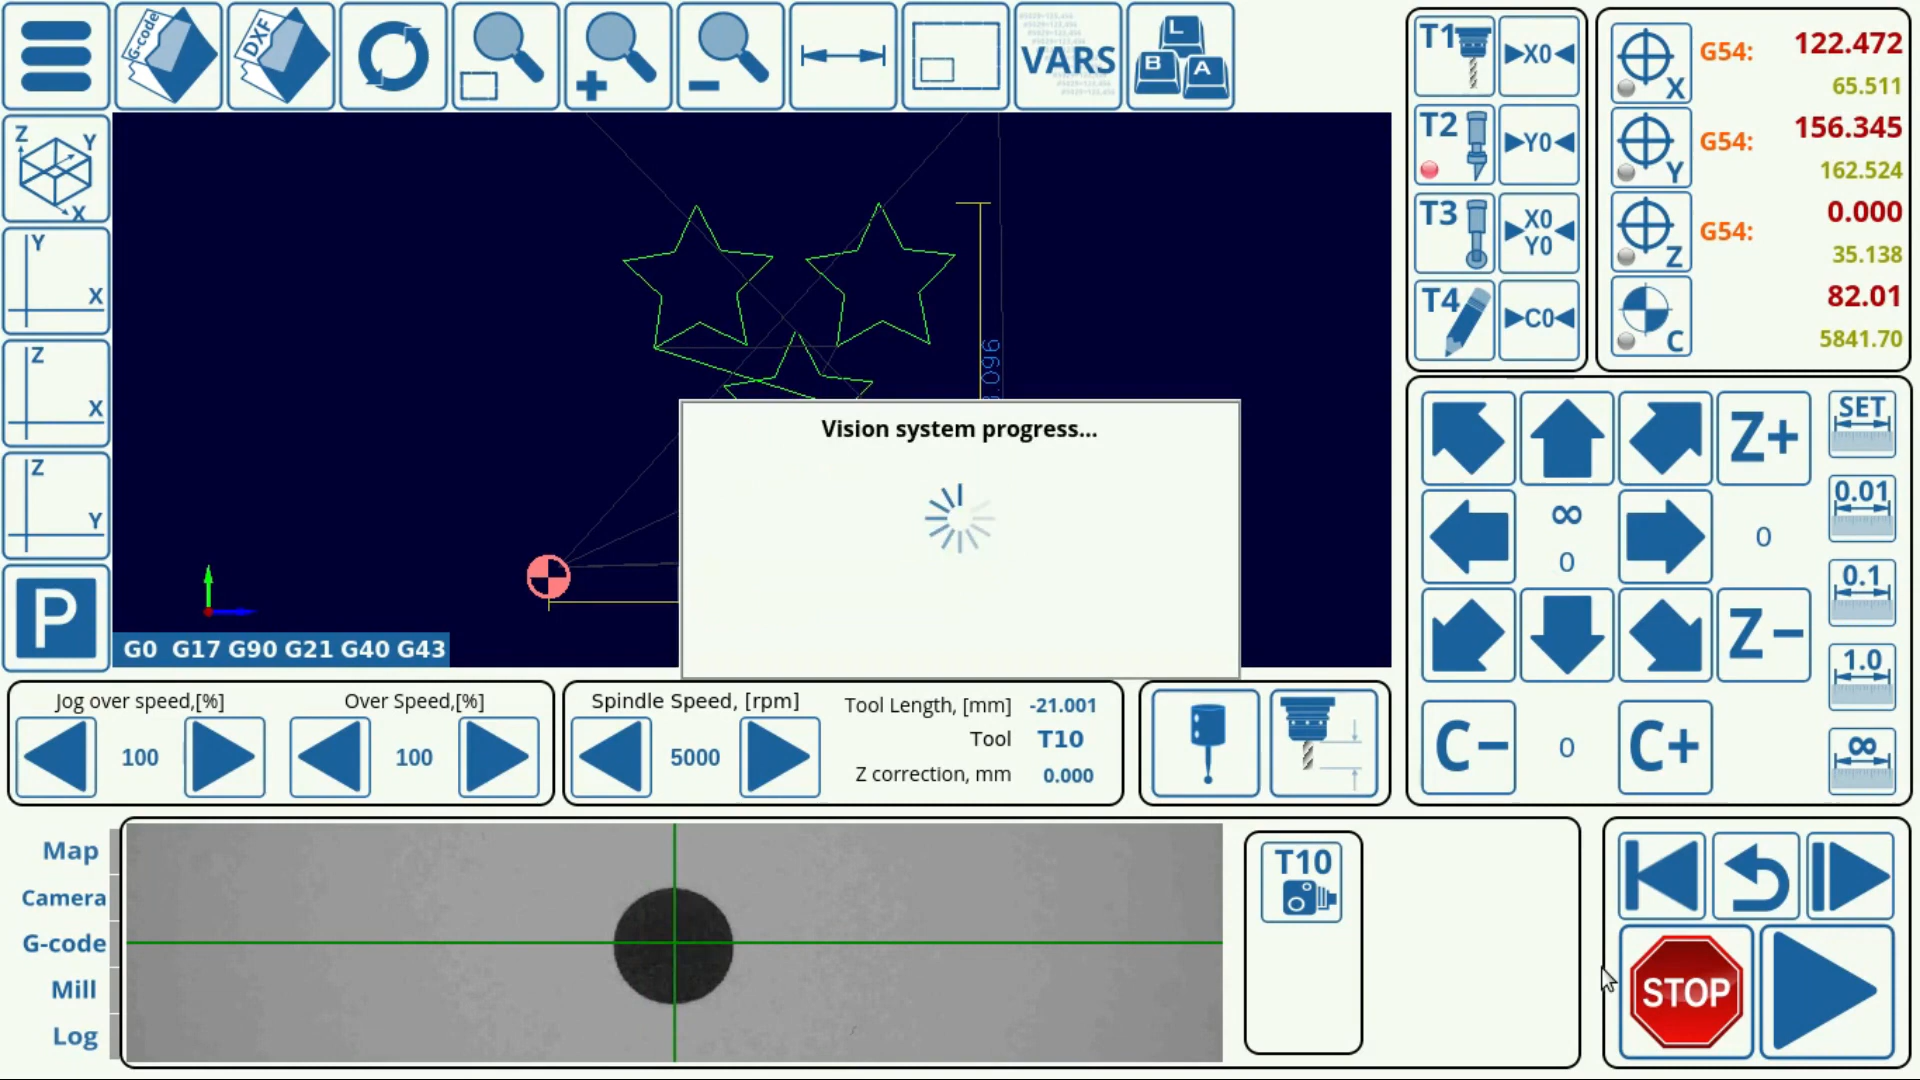 G-code
DXF
VARS
L
B A
Z
Y
X
Y
X
Z
X
Z
Y
P
G0 G17 G90 G21 G40 G43
Vision system progress...
T1
X0
T2
Y0
T3
X0
Y0
T4
C0
X
G54:
122.472
65.511
Y
G54:
156.345
162.524
Z
G54:
0.000
35.138
C
82.01
5841.70
Z+
SET
∞
0
0
0.01
0.1
Z-
1.0
C-
0
C+
∞
Jog over speed,[%]
100
Over Speed,[%]
100
Spindle Speed, [rpm]
5000
Tool Length, [mm] -21.001
Tool T10
Z correction, mm 0.000
Map
Camera
G-code
Mill
Log
T10
STOP